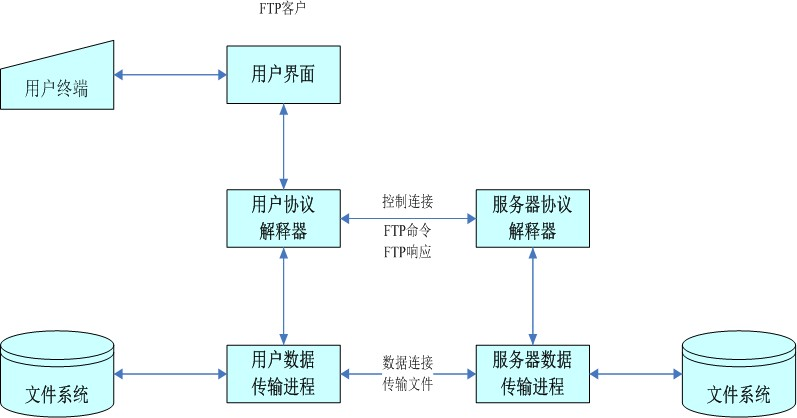 FTP客户
用户终端
用户界面
用户协议
解释器
控制连接
FTP命令
FTP响应
服务器协议
解释器
文件系统
用户数据
传输进程
数据连接
传输文件
服务器数据
传输进程
文件系统